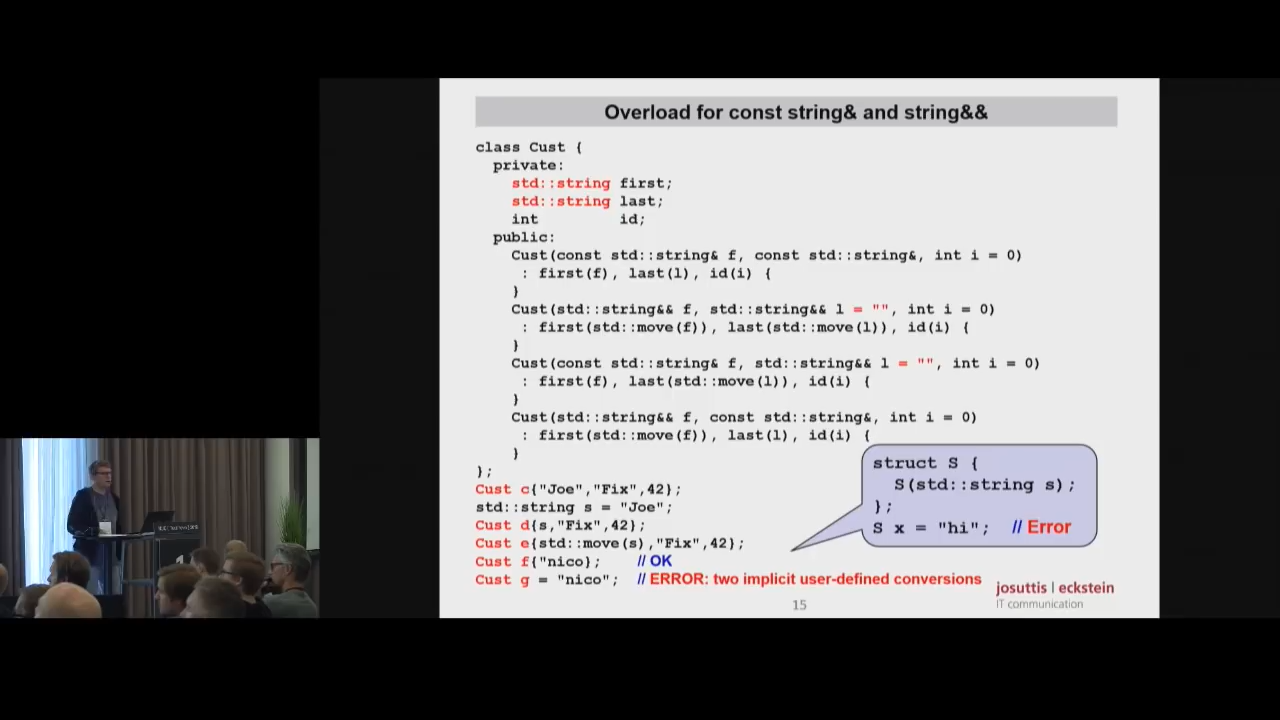 Overload for const string& and string&&
class Cust {
private:
std::string first;
std::string last;
int id;
public:
Cust(const std::string& f, const std::string&, int i = 0)
: first(f), last(l), id(i) {
}
Cust(std::string&& f, std::string&& l = "", int i = 0)
: first(std::move(f)), last(std::move(l)), id(i) {
}
Cust(const std::string& f, std::string&& l = "", int i = 0)
: first(f), last(std::move(l)), id(i) {
}
Cust(std::string&& f, const std::string&, int i = 0)
: first(std::move(f)), last(l), id(i) {
}
};
Cust c{"Joe","Fix",42};
std::string s = "Joe";
Cust d{s,"Fix",42};
Cust e{std::move(s),"Fix",42};
Cust f{"nico}; // OK
Cust g = "nico"; // ERROR: two implicit user-defined conversions
struct S {
S(std::string s);
};
S x = "hi"; // Error
josuttis | eckstein
IT communication
15